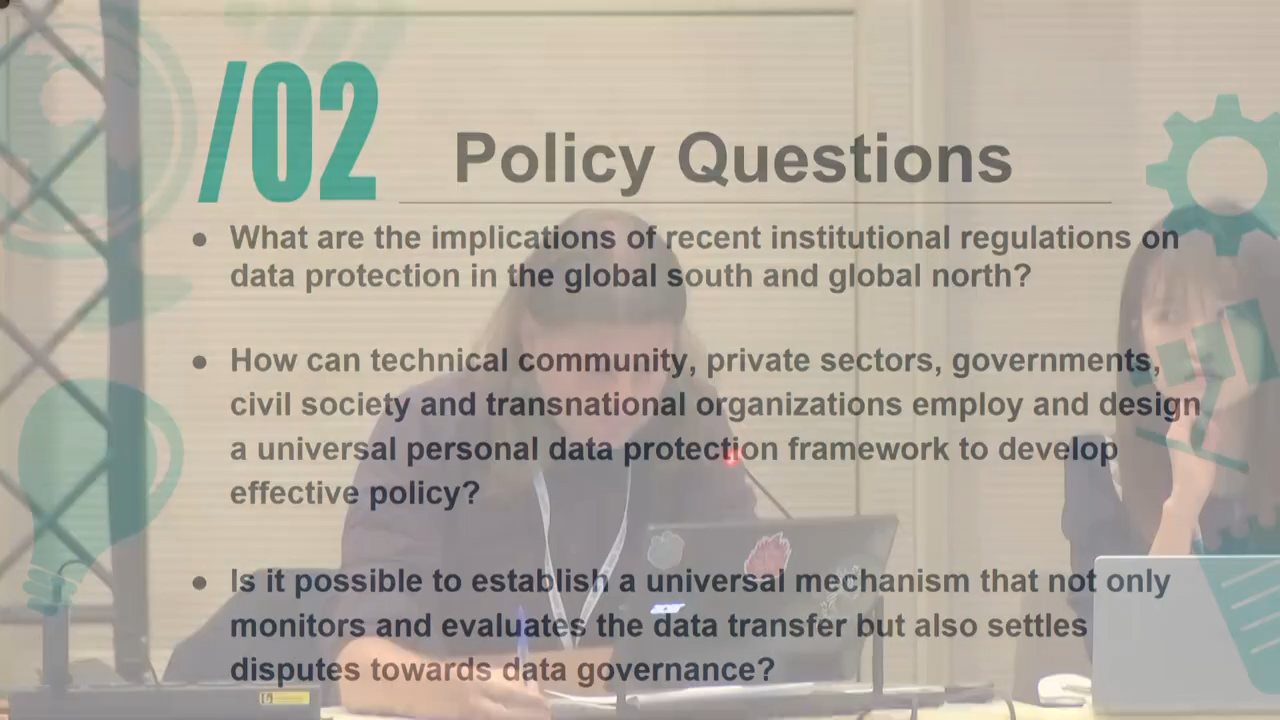 /02
Policy Questions
● What are the implications of recent institutional regulations on
data protection in the global south and global north?
● How can technical community, private sectors, governments,
civil society and transnational organizations employ and design
a universal personal data protection framework to develop
effective policy?
● Is it possible to establish a universal mechanism that not only
monitors and evaluates the data transfer but also settles
disputes towards data governance?